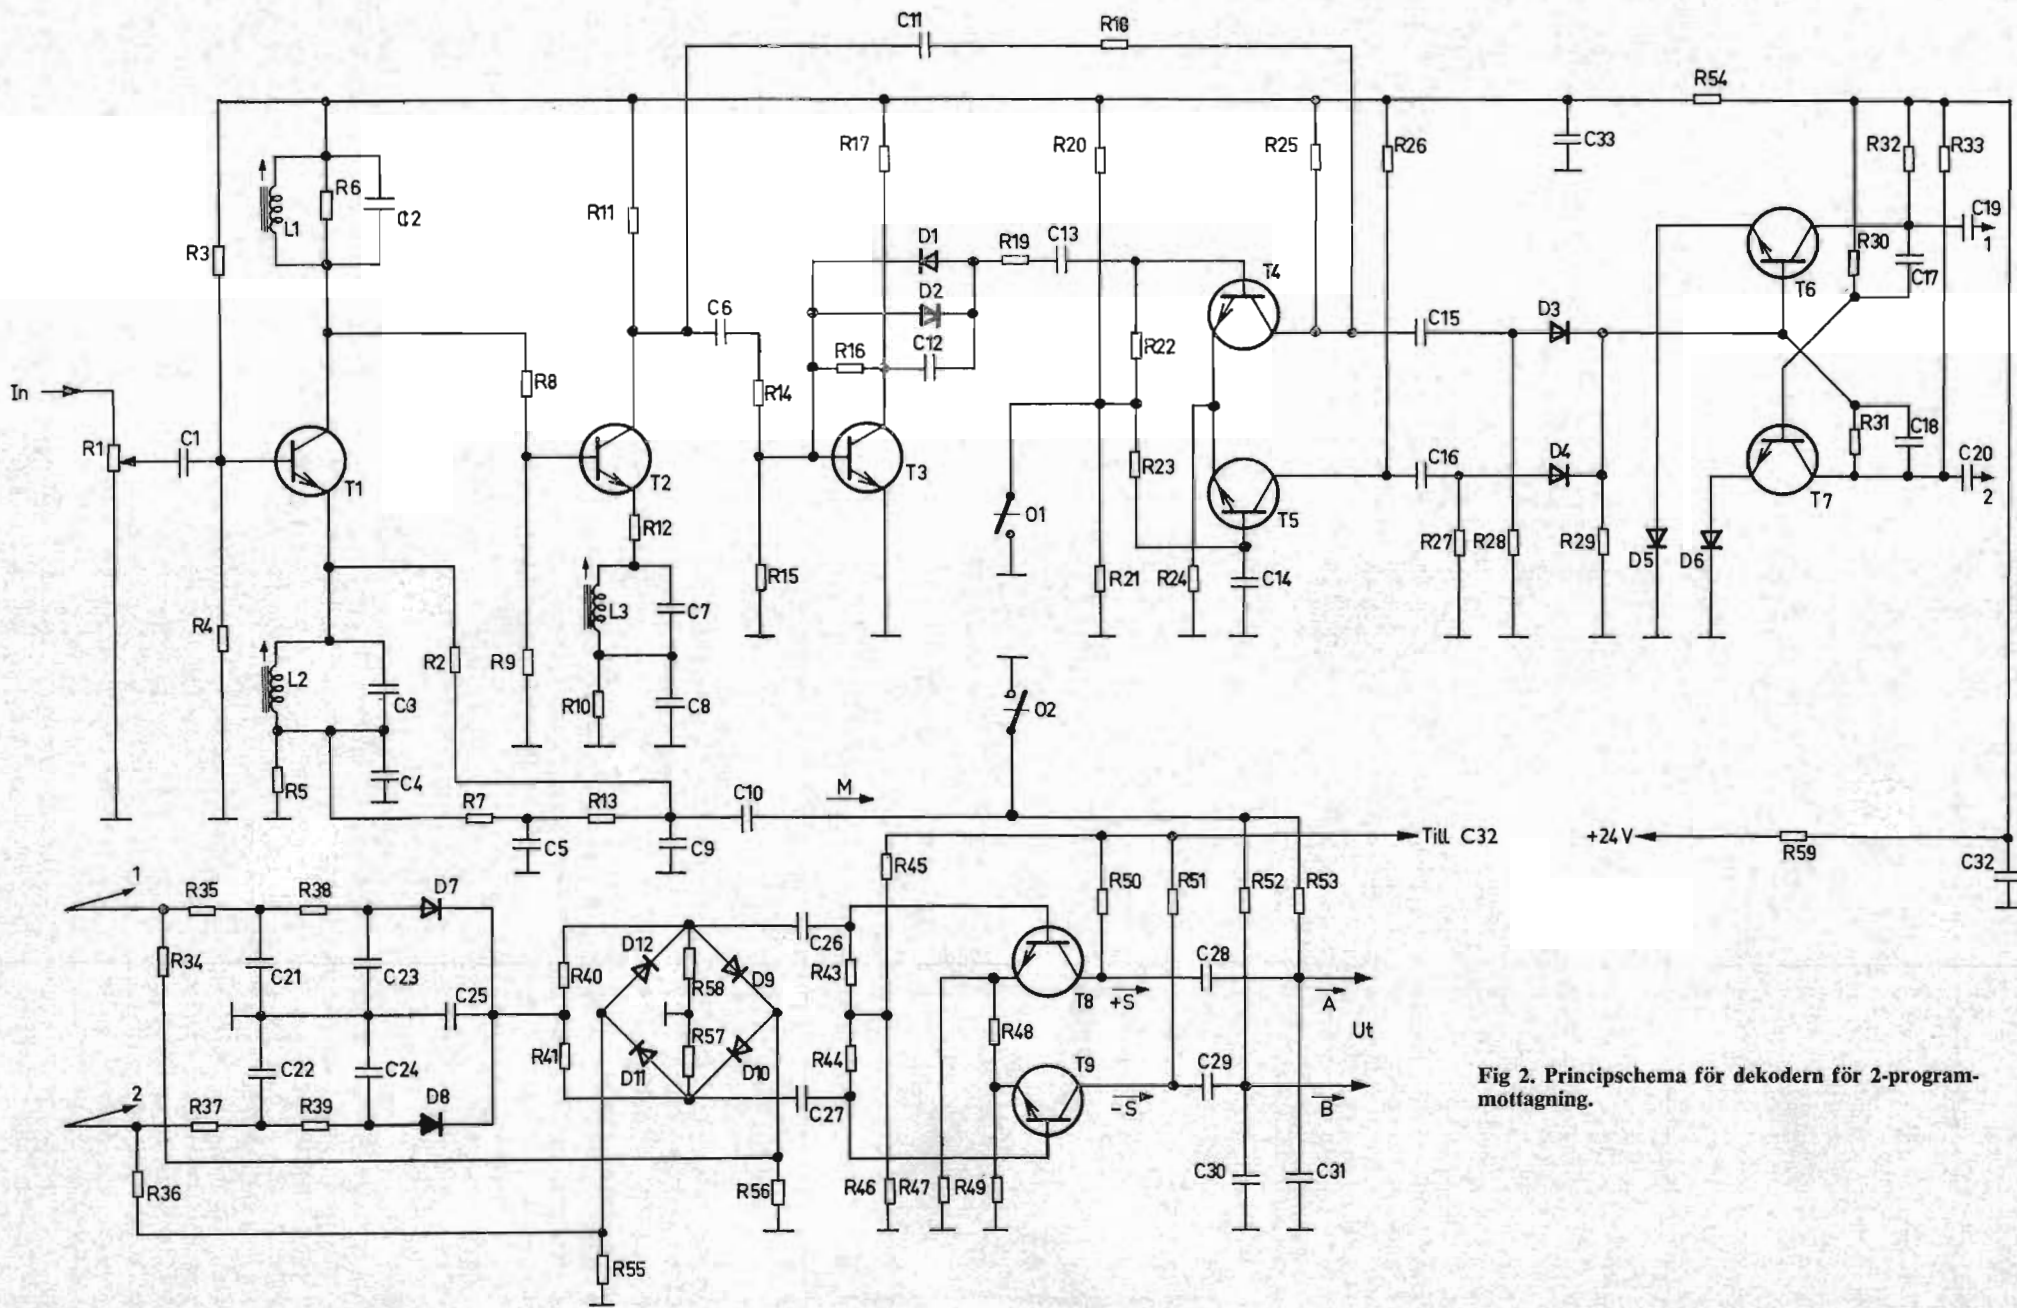 C11
R18
R54
R3
L1
R6
C2
R11
R17
R20
R25
R26
C33
R32
R33
C19
1
R30
C17
T6
D1
R19
C13
D2
T4
C6
R16
C12
R22
C15
D3
In
R1
C1
T1
R8
T2
R14
T3
R23
C16
D4
R31
C18
C20
2
T7
O1
T5
R12
R15
R21
R24
C14
R27
R28
R29
D5
D6
R4
L2
C3
R2
R9
L3
C7
R10
C8
O2
R5
C4
R7
R13
C10
M
C5
C9
Till C32
+24V
R59
C32
1
R35
R38
D7
R45
R50
R51
R52
R53
R34
C21
C23
C25
R40
D12
R58
D9
C26
R43
T8
+S
C28
A
Ut
R41
R57
D11
D10
R44
R48
T9
C22
C24
C29
2
R37
R39
D8
C27
-S
B
R36
R56
R46
R47
R49
C30
C31
R55
Fig 2. Principschema för dekodern för 2-program-
mottagning.